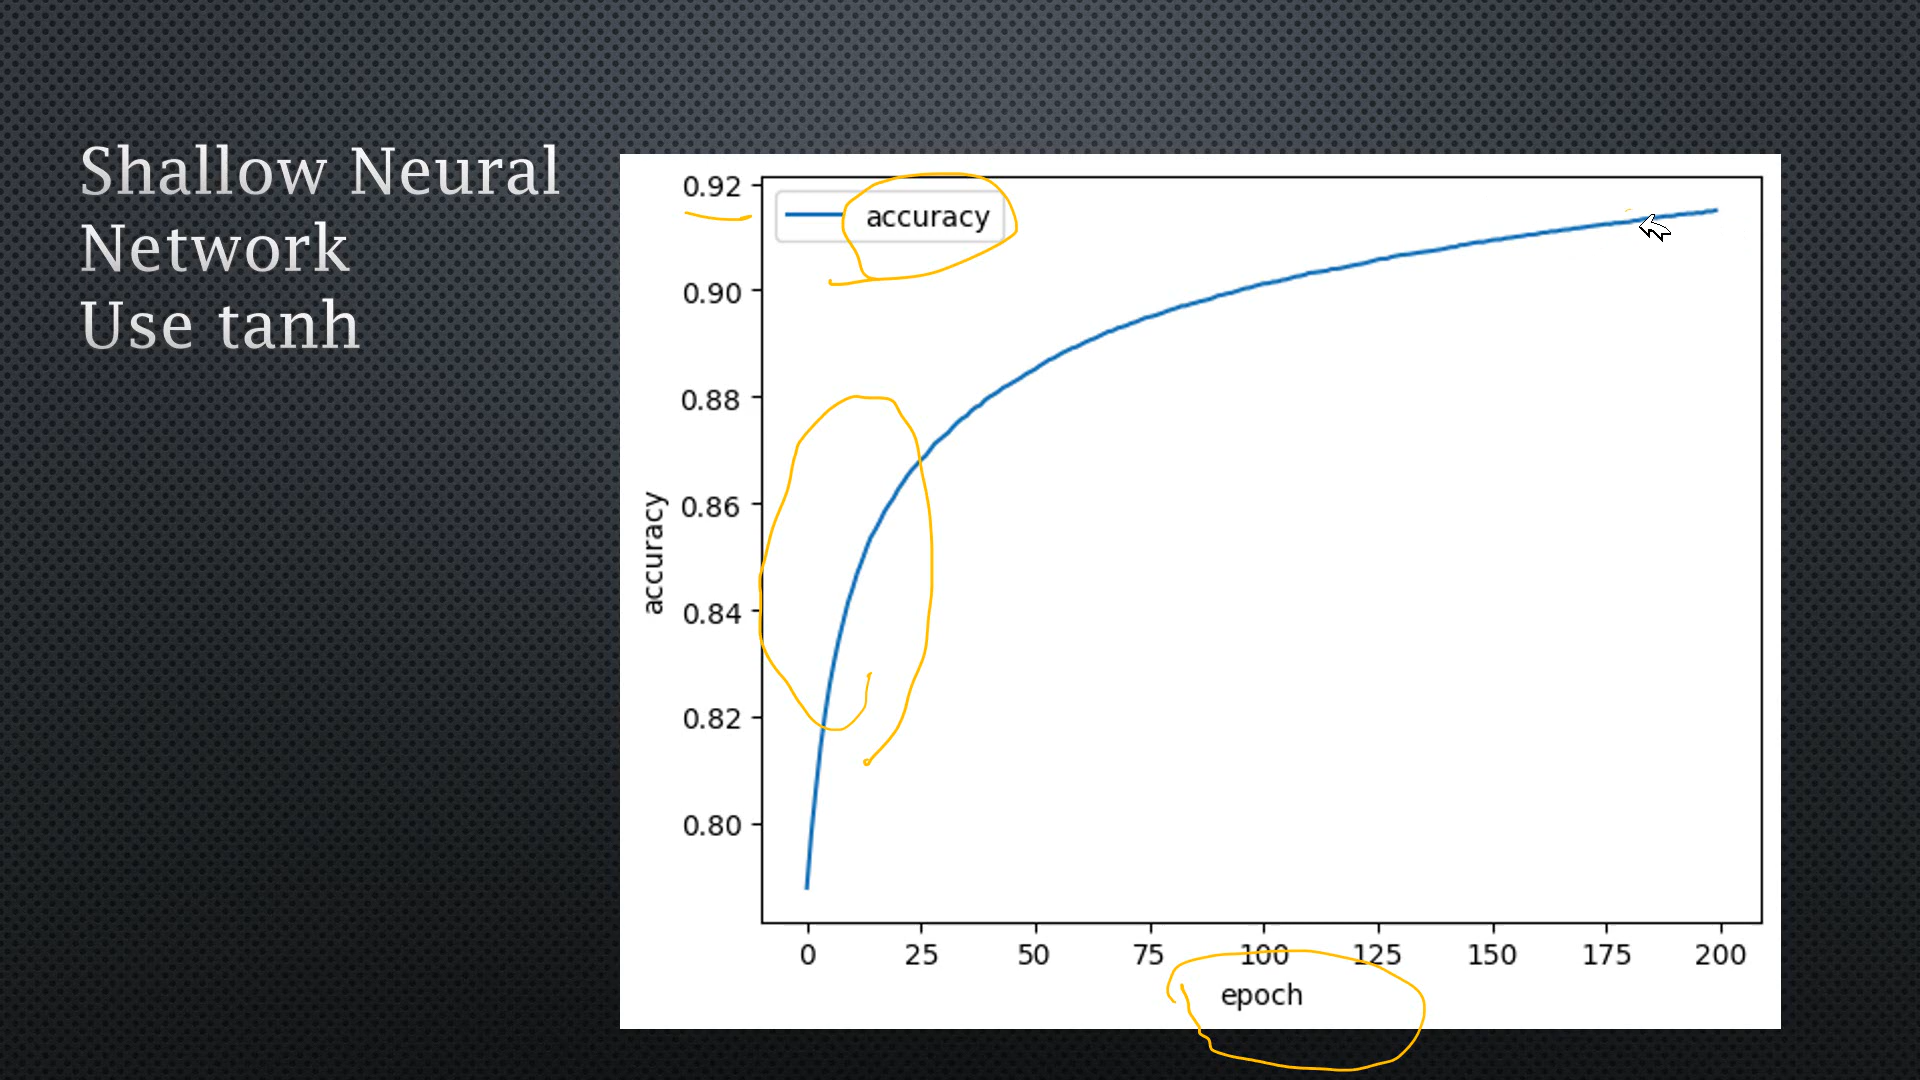 Shallow Neural
Network
Use tanh
accuracy
0.92
0.90
0.88
0.86
0.84
0.82
0.80
accuracy
0 25 50 75 100 125 150 175 200
epoch